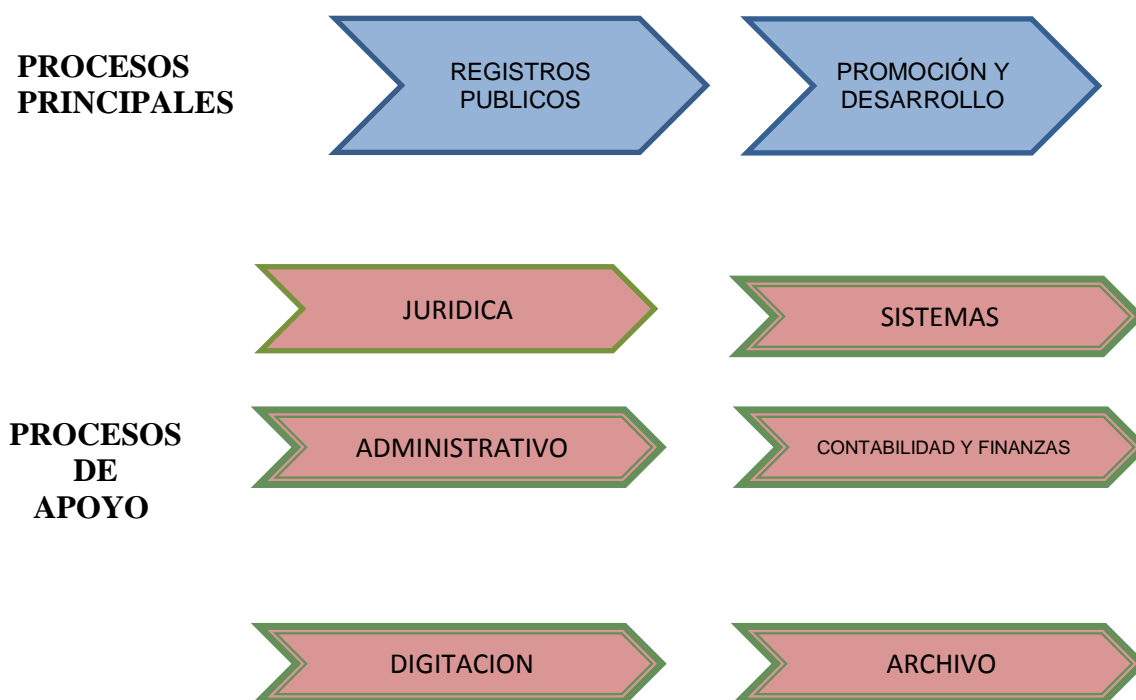 PROCESOS
PRINCIPALES
REGISTROS
PUBLICOS
PROMOCIÓN Y
DESARROLLO
PROCESOS
DE
APOYO
JURIDICA
SISTEMAS
ADMINISTRATIVO
CONTABILIDAD Y FINANZAS
DIGITACION
ARCHIVO